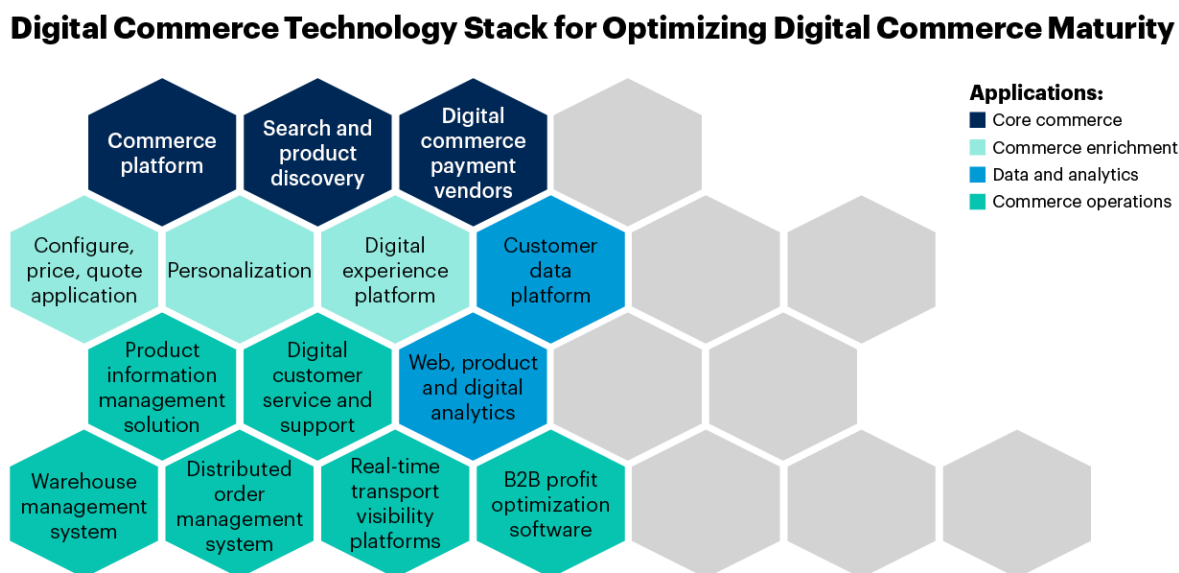 Digital Commerce Technology Stack for Optimizing Digital Commerce Maturity
Applications:
Core commerce
Commerce enrichment
Data and analytics
Commerce operations
Commerce
platform
Search and
product
discovery
Digital
commerce
payment
vendors
Configure,
price, quote
application
Personalization
Digital
experience
platform
Customer
data
platform
Product
information
management
solution
Digital
customer
service and
support
Web, product
and digital
analytics
Warehouse
management
system
Distributed
order
management
system
Real-time
transport
visibility
platforms
B2B profit
optimization
software